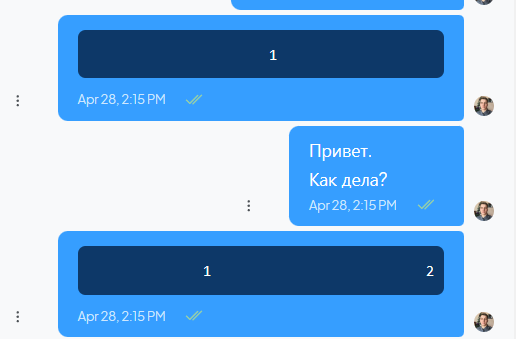 1
Apr 28, 2:15 PM
Привет.
Как дела?
Apr 28, 2:15 PM
1 2
Apr 28, 2:15 PM